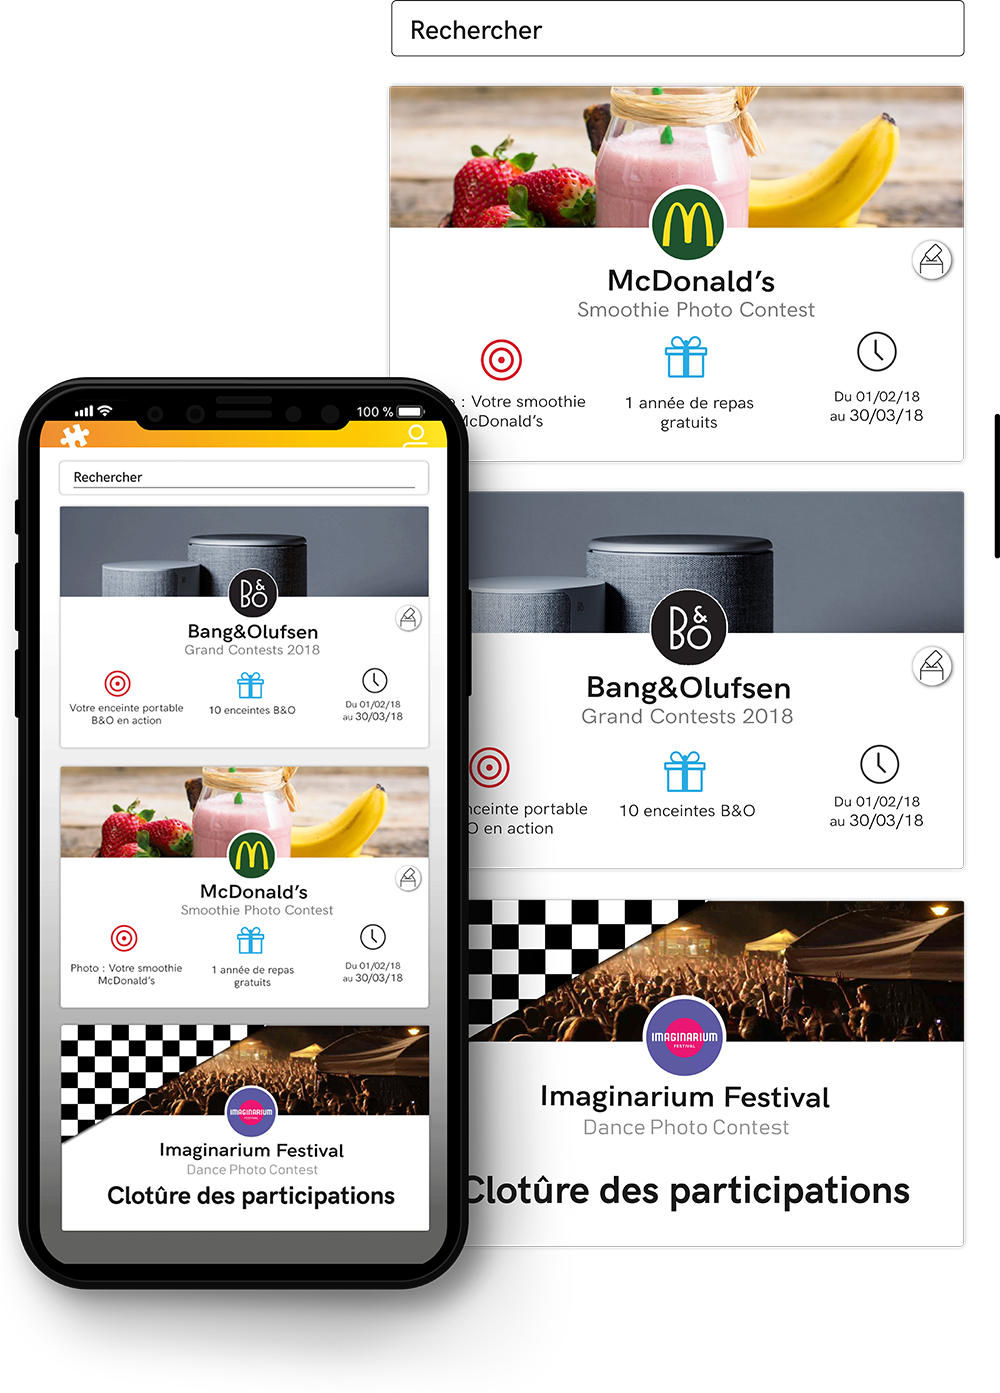 Rechercher
McDonald's
Smoothie Photo Contest
: Votre smoothie
McDonald's
1 année de repas
gratuits
Du 01/02/18
au 30/03/18
B&O
Bang&Olufsen
Grand Contests 2018
enceinte portable
B&O en action
10 enceintes B&O
Du 01/02/18
au 30/03/18
IMAGINARIUM
FESTIVAL
Imaginarium Festival
Dance Photo Contest
Clotûre des participations
100 %
Rechercher
B&O
Bang&Olufsen
Grand Contests 2018
Votre enceinte portable
B&O en action
10 enceintes B&O
Du 01/02/18
au 30/03/18
McDonald's
Smoothie Photo Contest
Photo : Votre smoothie
McDonald's
1 année de repas
gratuits
Du 01/02/18
au 30/03/18
IMAGINARIUM
FESTIVAL
Imaginarium Festival
Dance Photo Contest
Clotûre des participations